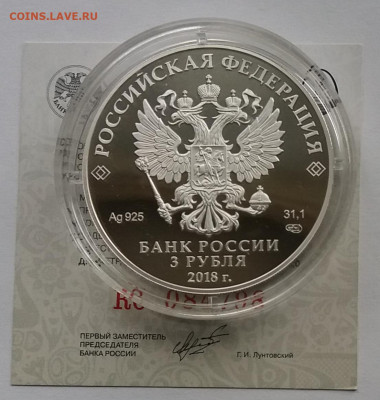 COINS.LAVE.RU
РОССИЙСКАЯ ФЕДЕРАЦИЯ
Ag 925
31,1
БАНК РОССИИ
3 РУБЛЯ
2018 г.
ПЕРВЫЙ ЗАМЕСТИТЕЛЬ
ПРЕДСЕДАТЕЛЯ
БАНКА РОССИИ
Г. И. Лунтовский